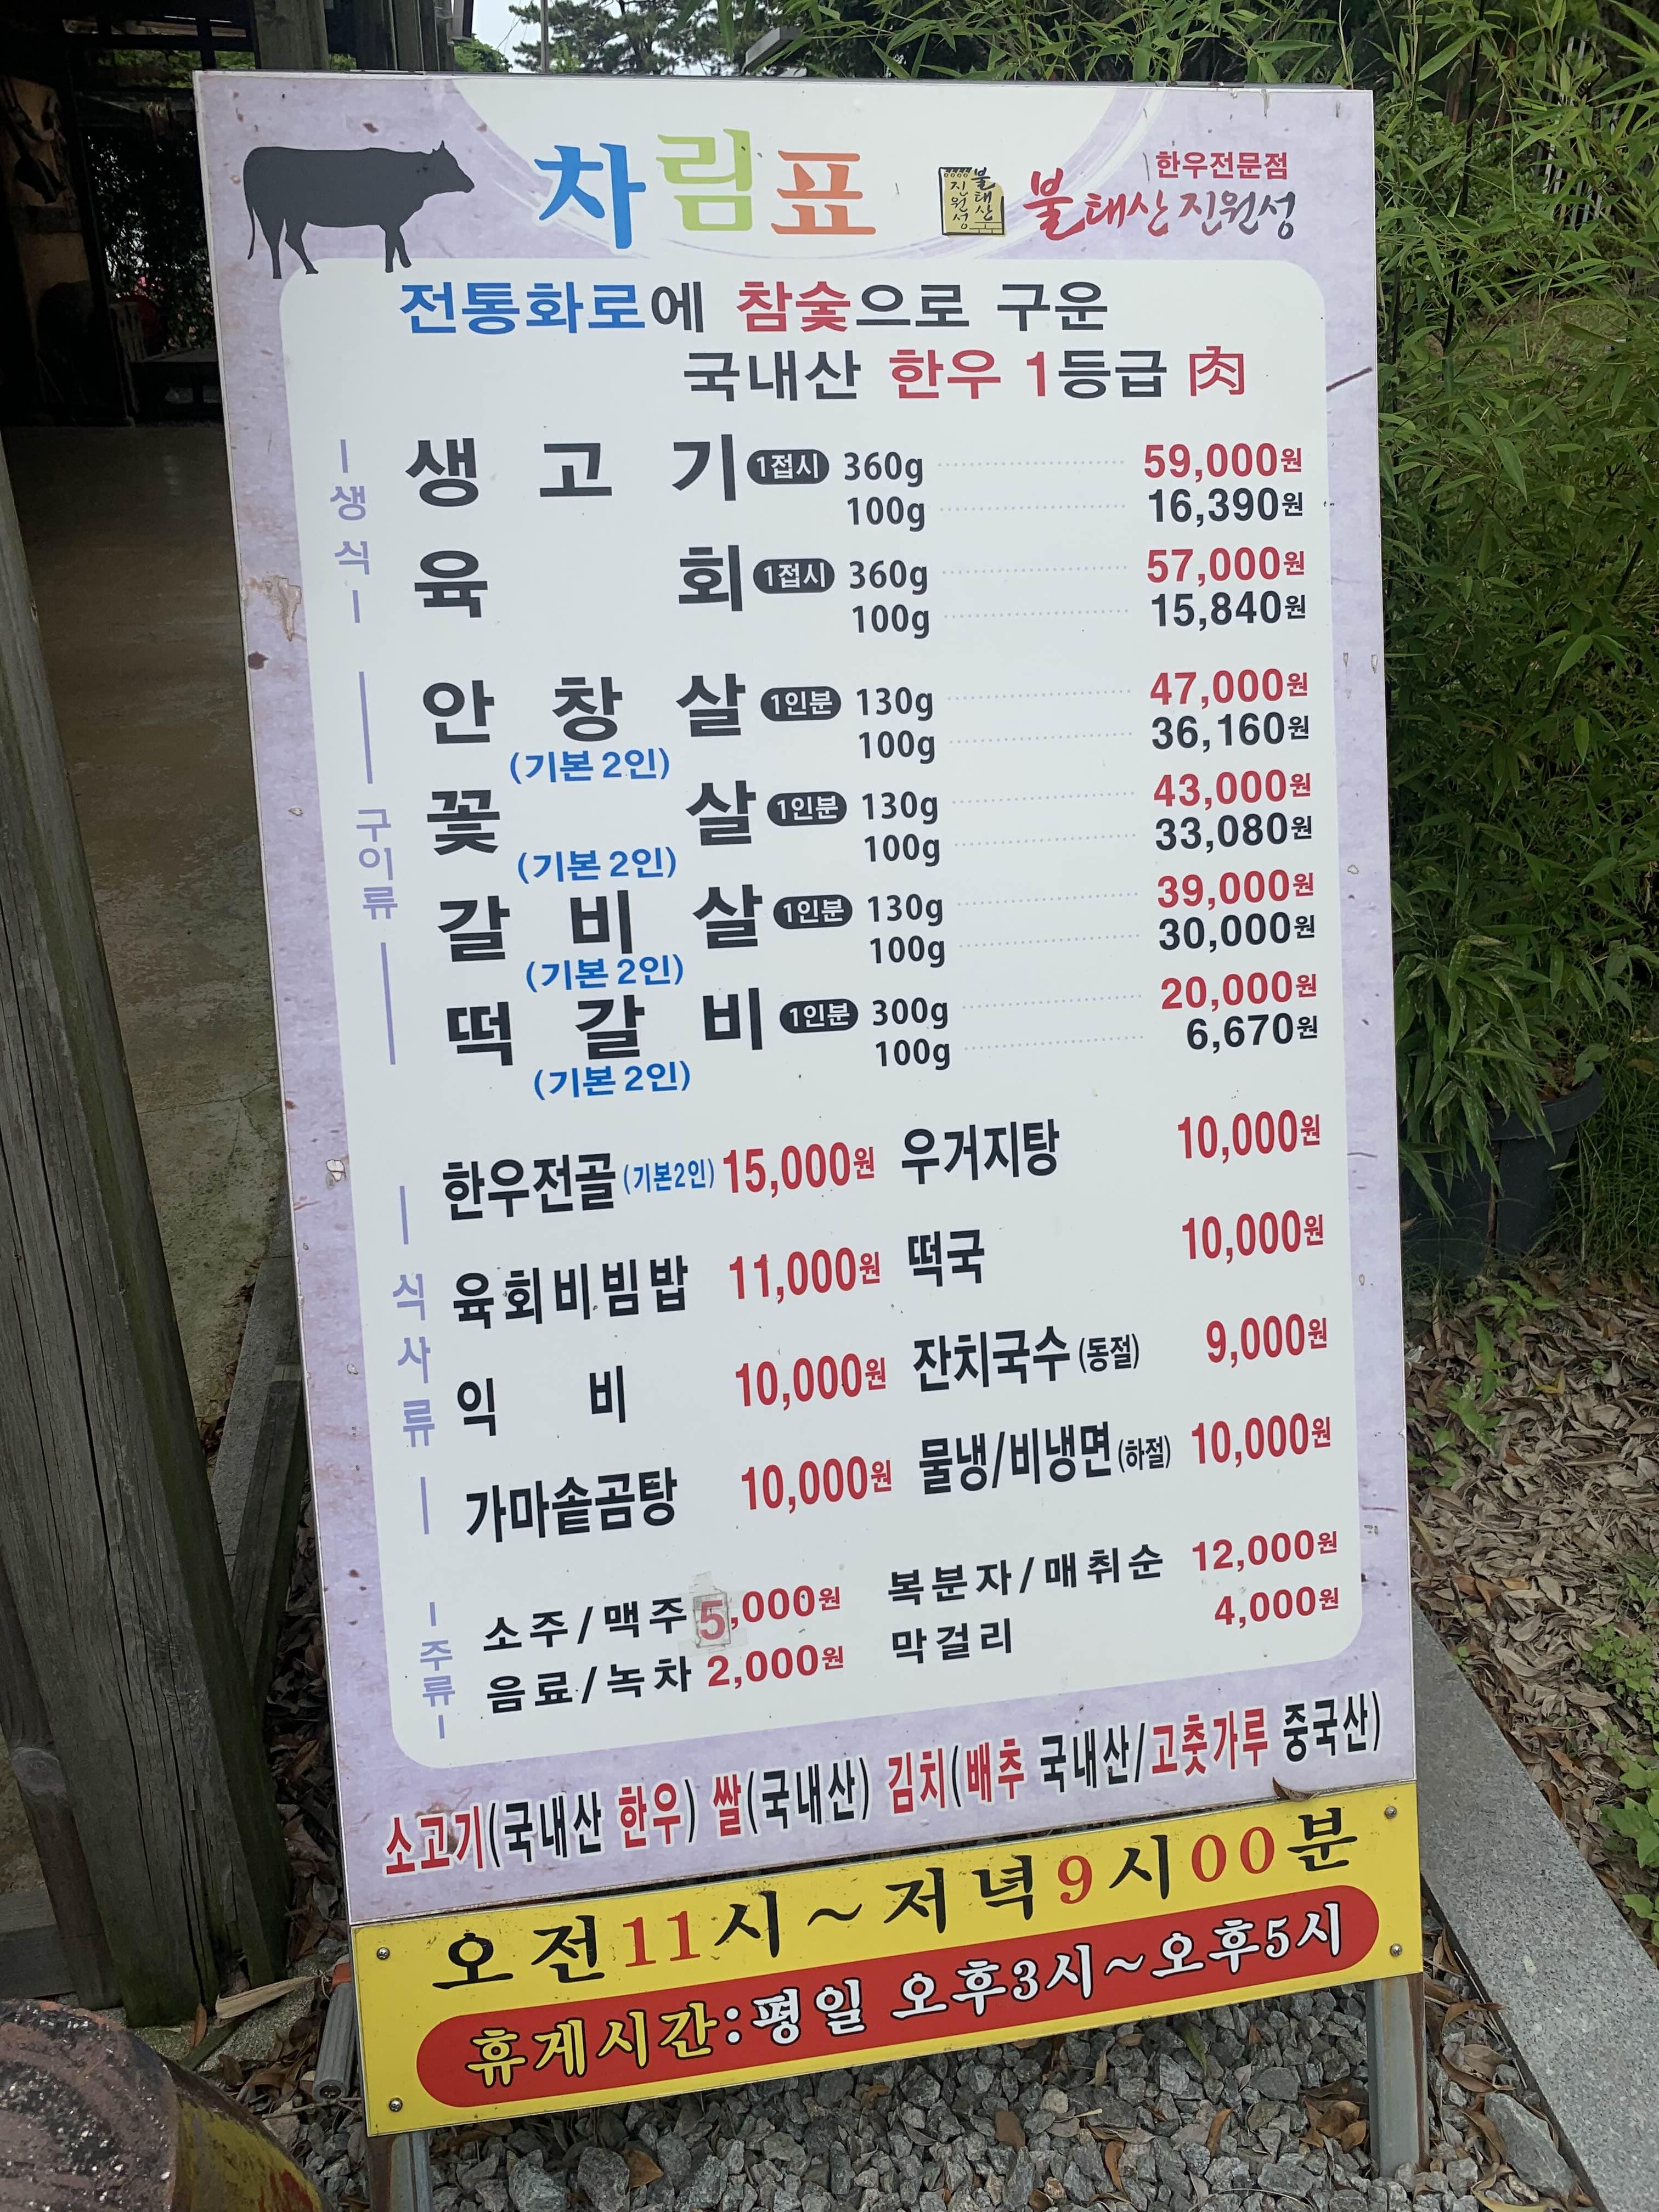 차림표
불태산
진원성
한우전문점
불태산진원성
전통화로에 참숯으로 구운
국내산 한우 1등급 肉
생식
생고기 1접시 360g 59,000원
100g 16,390원
육회 1접시 360g 57,000원
100g 15,840원
구이류
안창살 1인분 130g 47,000원
(기본 2인) 100g 36,160원
꽃살 1인분 130g 43,000원
(기본 2인) 100g 33,080원
갈비살 1인분 130g 39,000원
(기본 2인) 100g 30,000원
떡갈비 1인분 300g 20,000원
(기본 2인) 100g 6,670원
식사류
한우전골 (기본2인) 15,000원 우거지탕 10,000원
육회비빔밥 11,000원 떡국 10,000원
익비 10,000원 잔치국수 (동절) 9,000원
가마솥곰탕 10,000원 물냉/비냉면 (하절) 10,000원
주류
소주/맥주 5,000원 복분자/매취순 12,000원
음료/녹차 2,000원 막걸리 4,000원
소고기(국내산 한우) 쌀(국내산) 김치(배추 국내산/고춧가루 중국산)
오전11시~저녁9시00분
휴게시간:평일 오후3시~오후5시